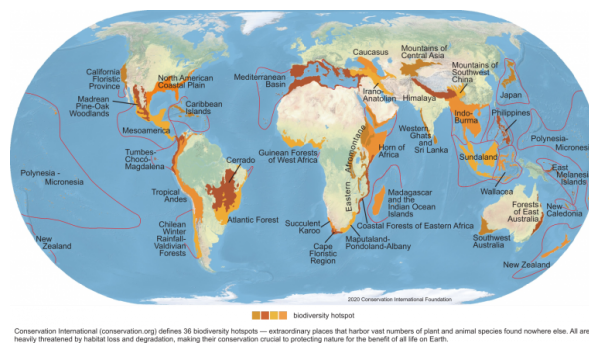 Caucasus
Mountains of
Central Asia
Mountains of
Southwest
China
California
Floristic
Province
North American
Coastal Plain
Mediterranean
Basin
Irano-
Anatolian
Himalaya
Japan
Madrean
Pine-Oak
Woodlands
Caribbean
Islands
Indo-
Burma
Philippines
Mesoamerica
Western
Ghats
and
Sri Lanka
Polynesia-
Micronesia
Tumbes-
Choco-
Magdalena
Cerrado
Guinean Forests
of West Africa
Eastern Afromontane
Horn of
Africa
Sundaland
Polynesia -
Micronesia
East
Melanesian
Islands
Wallacea
Tropical
Andes
Madagascar
and the
Indian Ocean
Islands
Forests
of East
Australia
New
Caledonia
Atlantic Forest
Succulent
Karoo
Coastal Forests of Eastern Africa
Chilean
Winter
Rainfall-
Valdivian
Forests
Cape
Floristic
Region
Maputaland-
Pondoland-Albany
Southwest
Australia
New
Zealand
New Zealand
2020 Conservation International Foundation
biodiversity hotspot
Conservation International (conservation.org) defines 36 biodiversity hotspots — extraordinary places that harbor vast numbers of plant and animal species found nowhere else. All are
heavily threatened by habitat loss and degradation, making their conservation crucial to protecting nature for the benefit of all life on Earth.